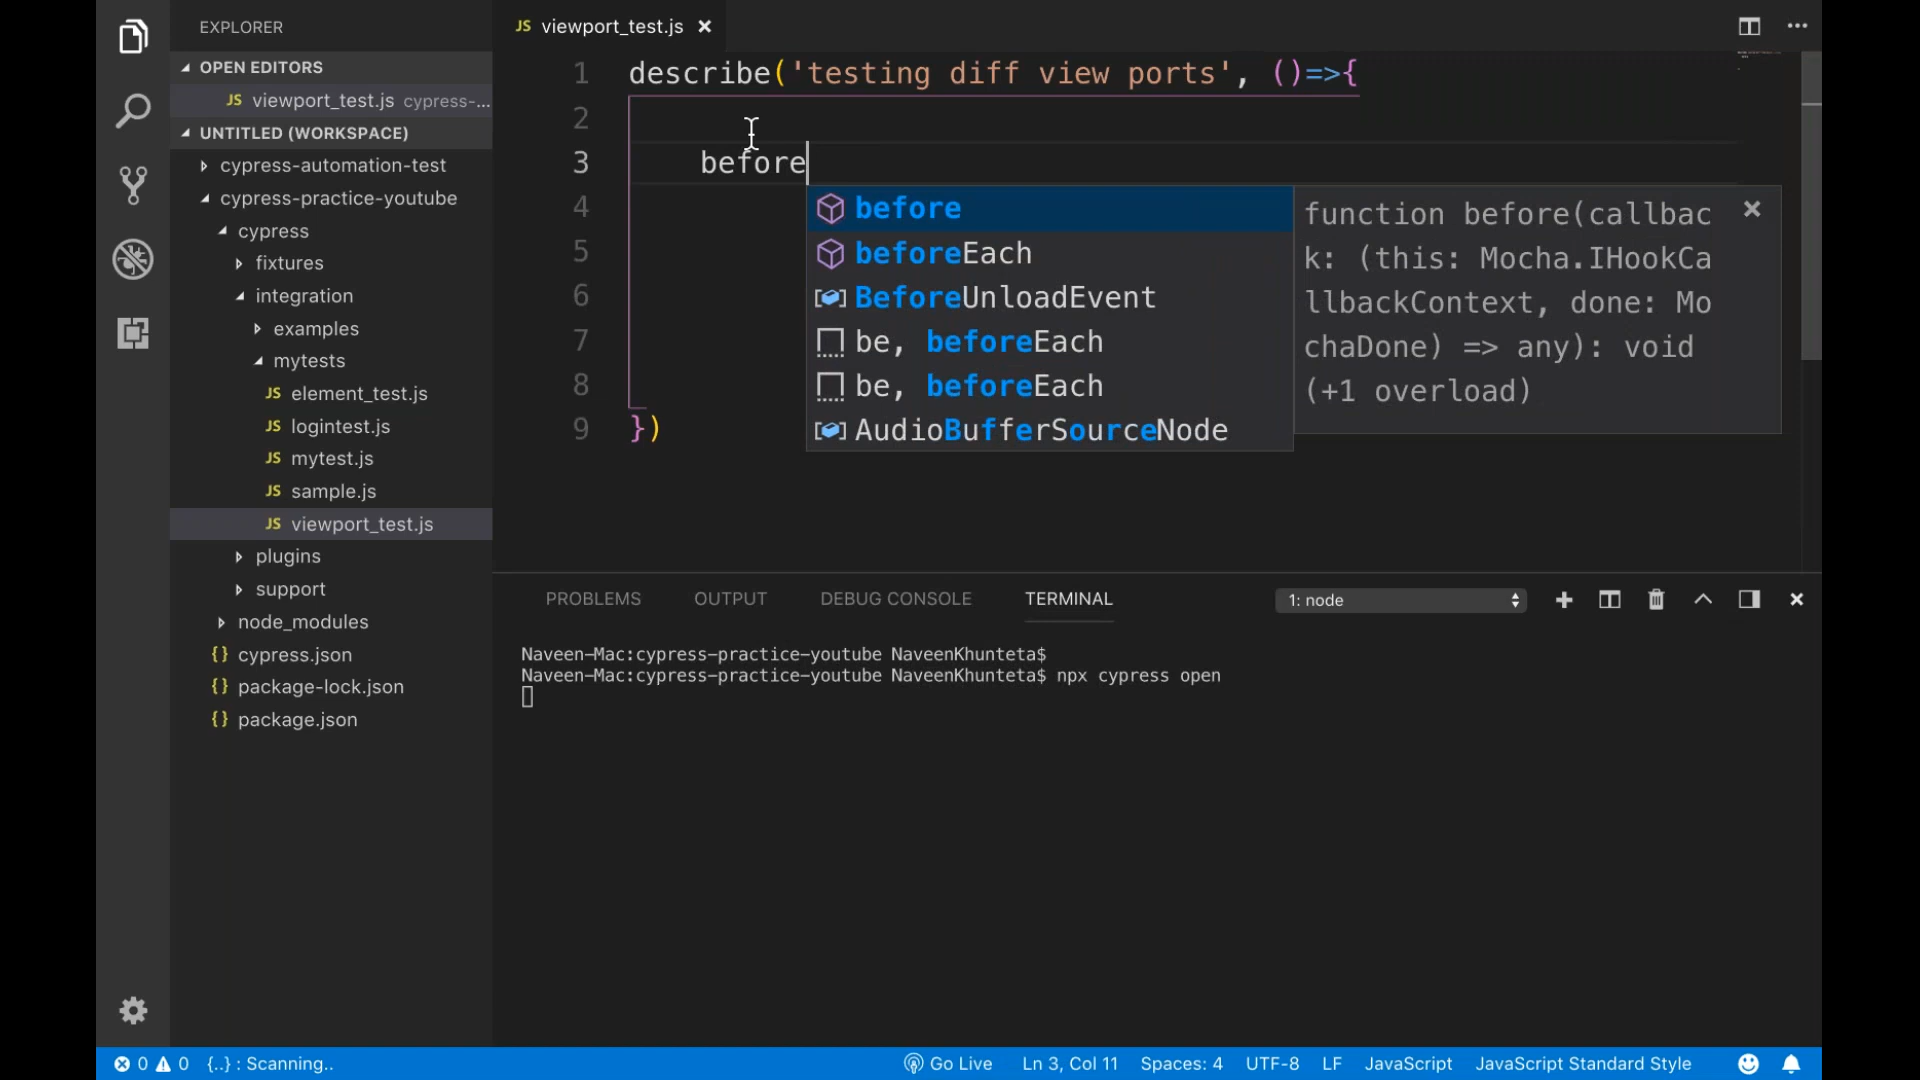 EXPLORER
OPEN EDITORS
JS viewport_test.js cypress-...
UNTITLED (WORKSPACE)
cypress-automation-test
cypress-practice-youtube
cypress
fixtures
integration
examples
mytests
JS element_test.js
JS logintest.js
JS mytest.js
JS sample.js
JS viewport_test.js
plugins
support
node_modules
{} cypress.json
{} package-lock.json
{} package.json
JS viewport_test.js
1 describe('testing diff view ports', ()=>{
2
3 before
4
5
6
7
8
9 })
before
beforeEach
BeforeUnloadEvent
be, beforeEach
be, beforeEach
AudioBufferSourceNode
function before(callbac
k: (this: Mocha.IHookCa
llbackContext, done: Mo
chaDone) => any): void
(+1 overload)
PROBLEMS OUTPUT DEBUG CONSOLE TERMINAL 1: node
Naveen-Mac:cypress-practice-youtube NaveenKhunteta$
Naveen-Mac:cypress-practice-youtube NaveenKhunteta$ npx cypress open
0 0 {..} : Scanning.. Go Live Ln 3, Col 11 Spaces: 4 UTF-8 LF JavaScript JavaScript Standard Style